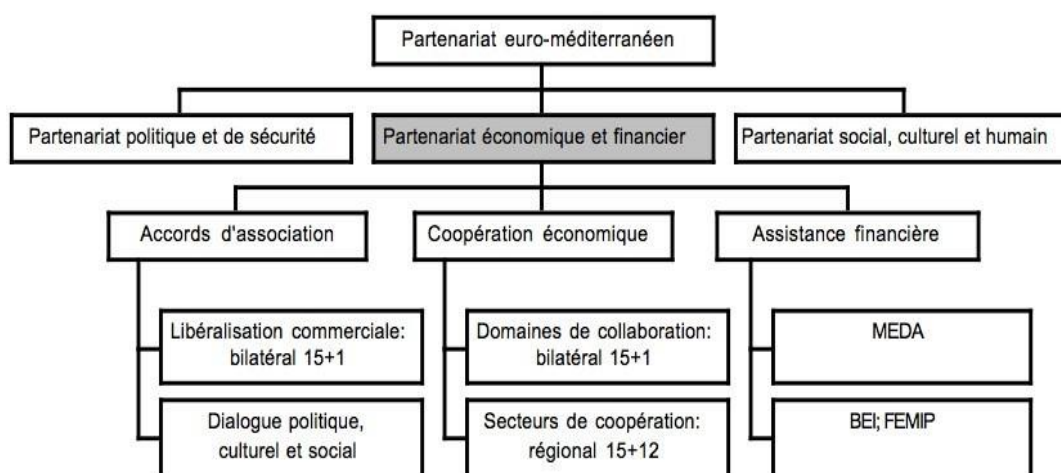 Partenariat euro-méditerranéen
Partenariat politique et de sécurité
Partenariat économique et financier
Partenariat social, culturel et humain
Accords d'association
Coopération économique
Assistance financière
Libéralisation commerciale:
bilatéral 15+1
Domaines de collaboration:
bilatéral 15+1
MEDA
Dialogue politique,
culturel et social
Secteurs de coopération:
régional 15+12
BEI; FEMIP